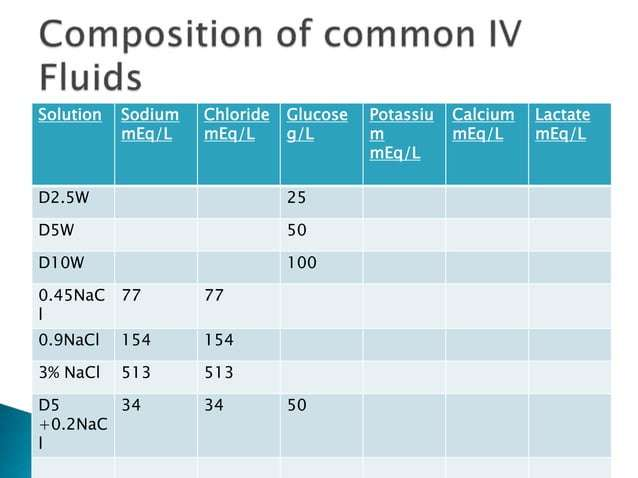 Composition of common IV
Fluids
Solution Sodium mEq/L Chloride mEq/L Glucose g/L Potassiu m mEq/L Calcium mEq/L Lactate mEq/L
D2.5W 25
D5W 50
D10W 100
0.45NaC l 77 77
0.9NaCl 154 154
3% NaCl 513 513
D5 +0.2NaC l 34 34 50